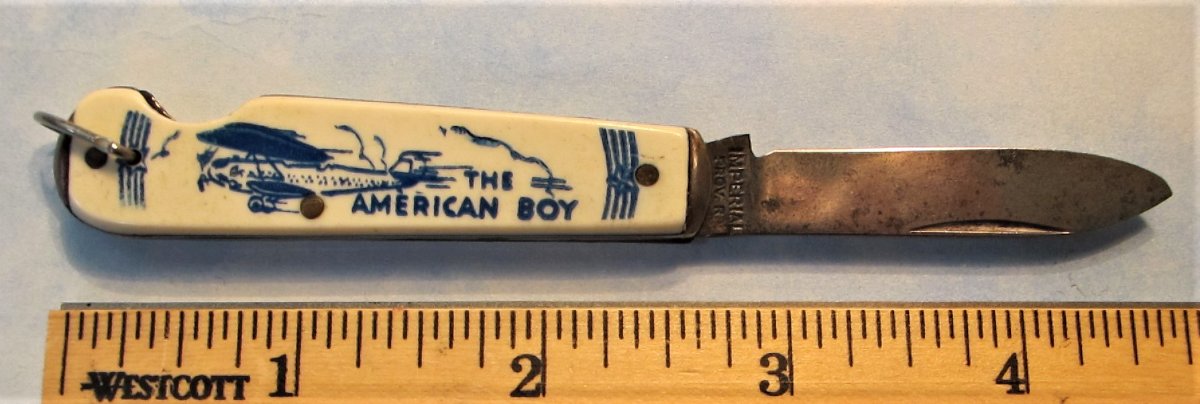 THE
AMERICAN BOY
IMPERIAL
PROV. R.
1 2 3 4
WESTCOTT